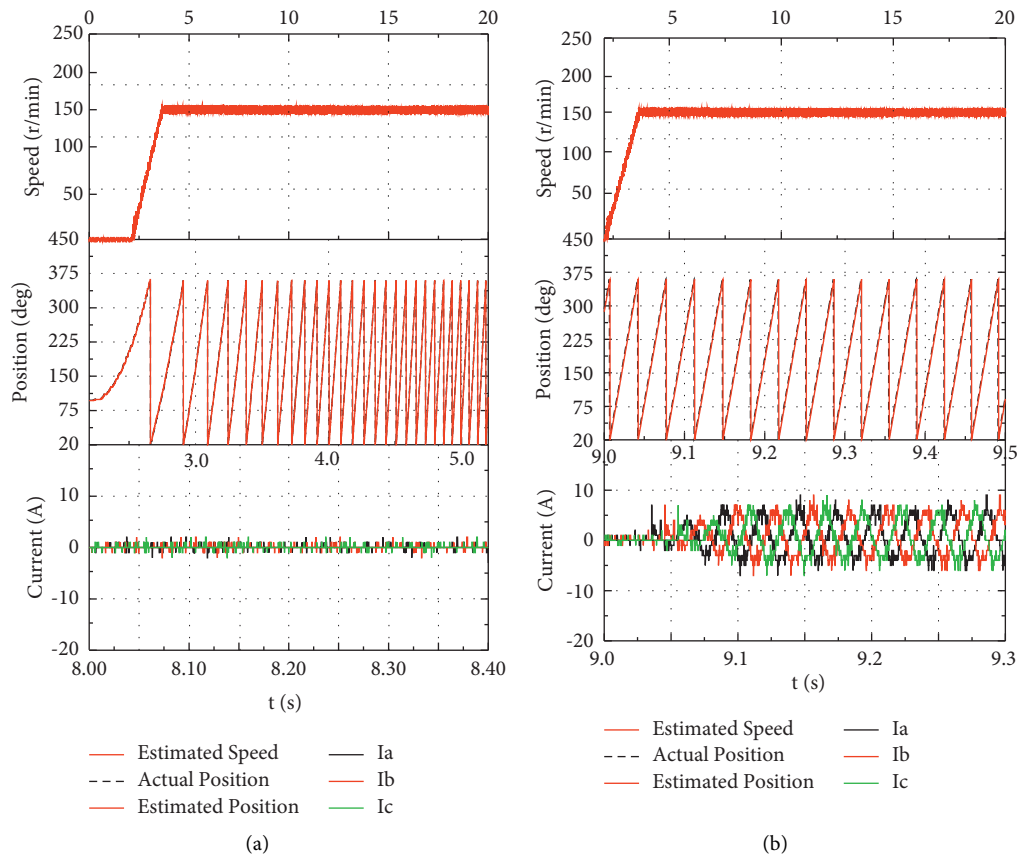 0 5 10 15 20
250
200
150
100
50
450
Speed (r/min)
375
300
225
150
75
20
Position (deg)
3.0 4.0 5.0
10
0
-10
-20
Current (A)
8.00 8.10 8.20 8.30 8.40
t (s)
Estimated Speed
Actual Position
Estimated Position
Ia
Ib
Ic
(a)
5 10 15 20
250
200
150
100
50
450
Speed (r/min)
375
300
225
150
75
20
Position (deg)
9.0 9.1 9.2 9.3 9.4 9.5
10
0
-10
-20
Current (A)
9.0 9.1 9.2 9.3
t (s)
Estimated Speed
Actual Position
Estimated Position
Ia
Ib
Ic
(b)